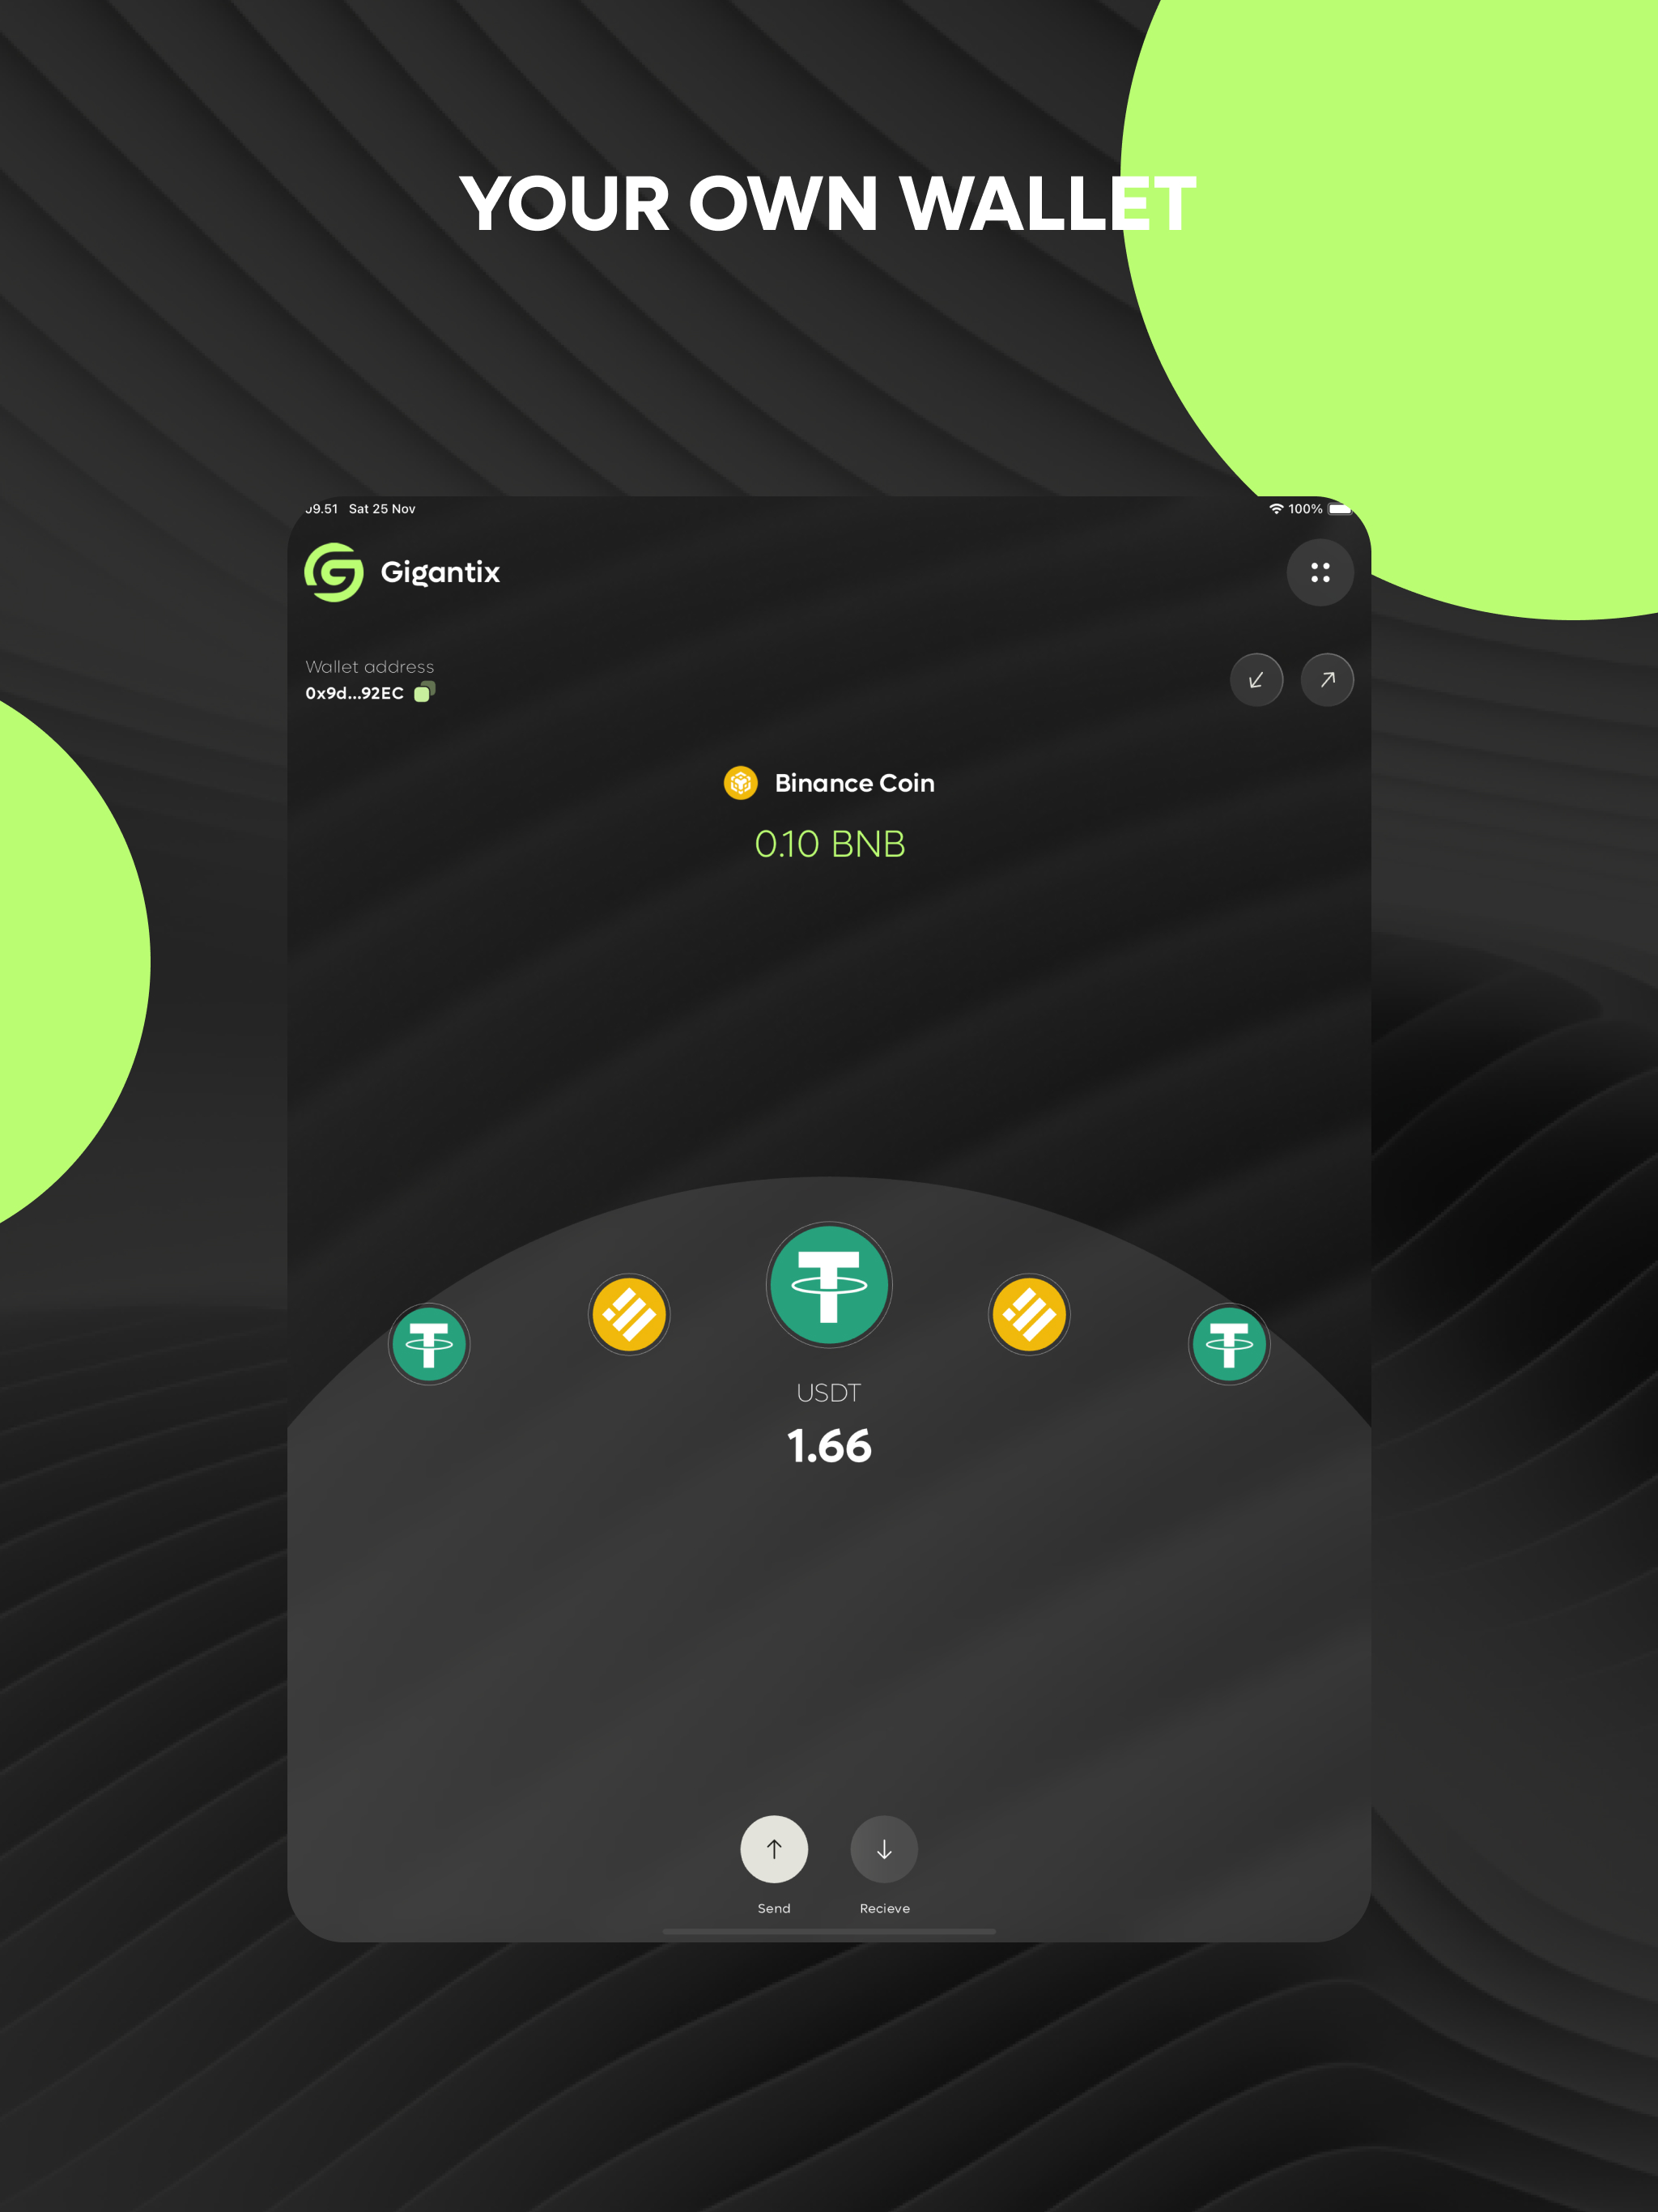 YOUR OWN WALLET
09.51 Sat 25 Nov
100%
Gigantix
Wallet address
0x9d...92EC
Binance Coin
0.10 BNB
USDT
1.66
Send
Recieve